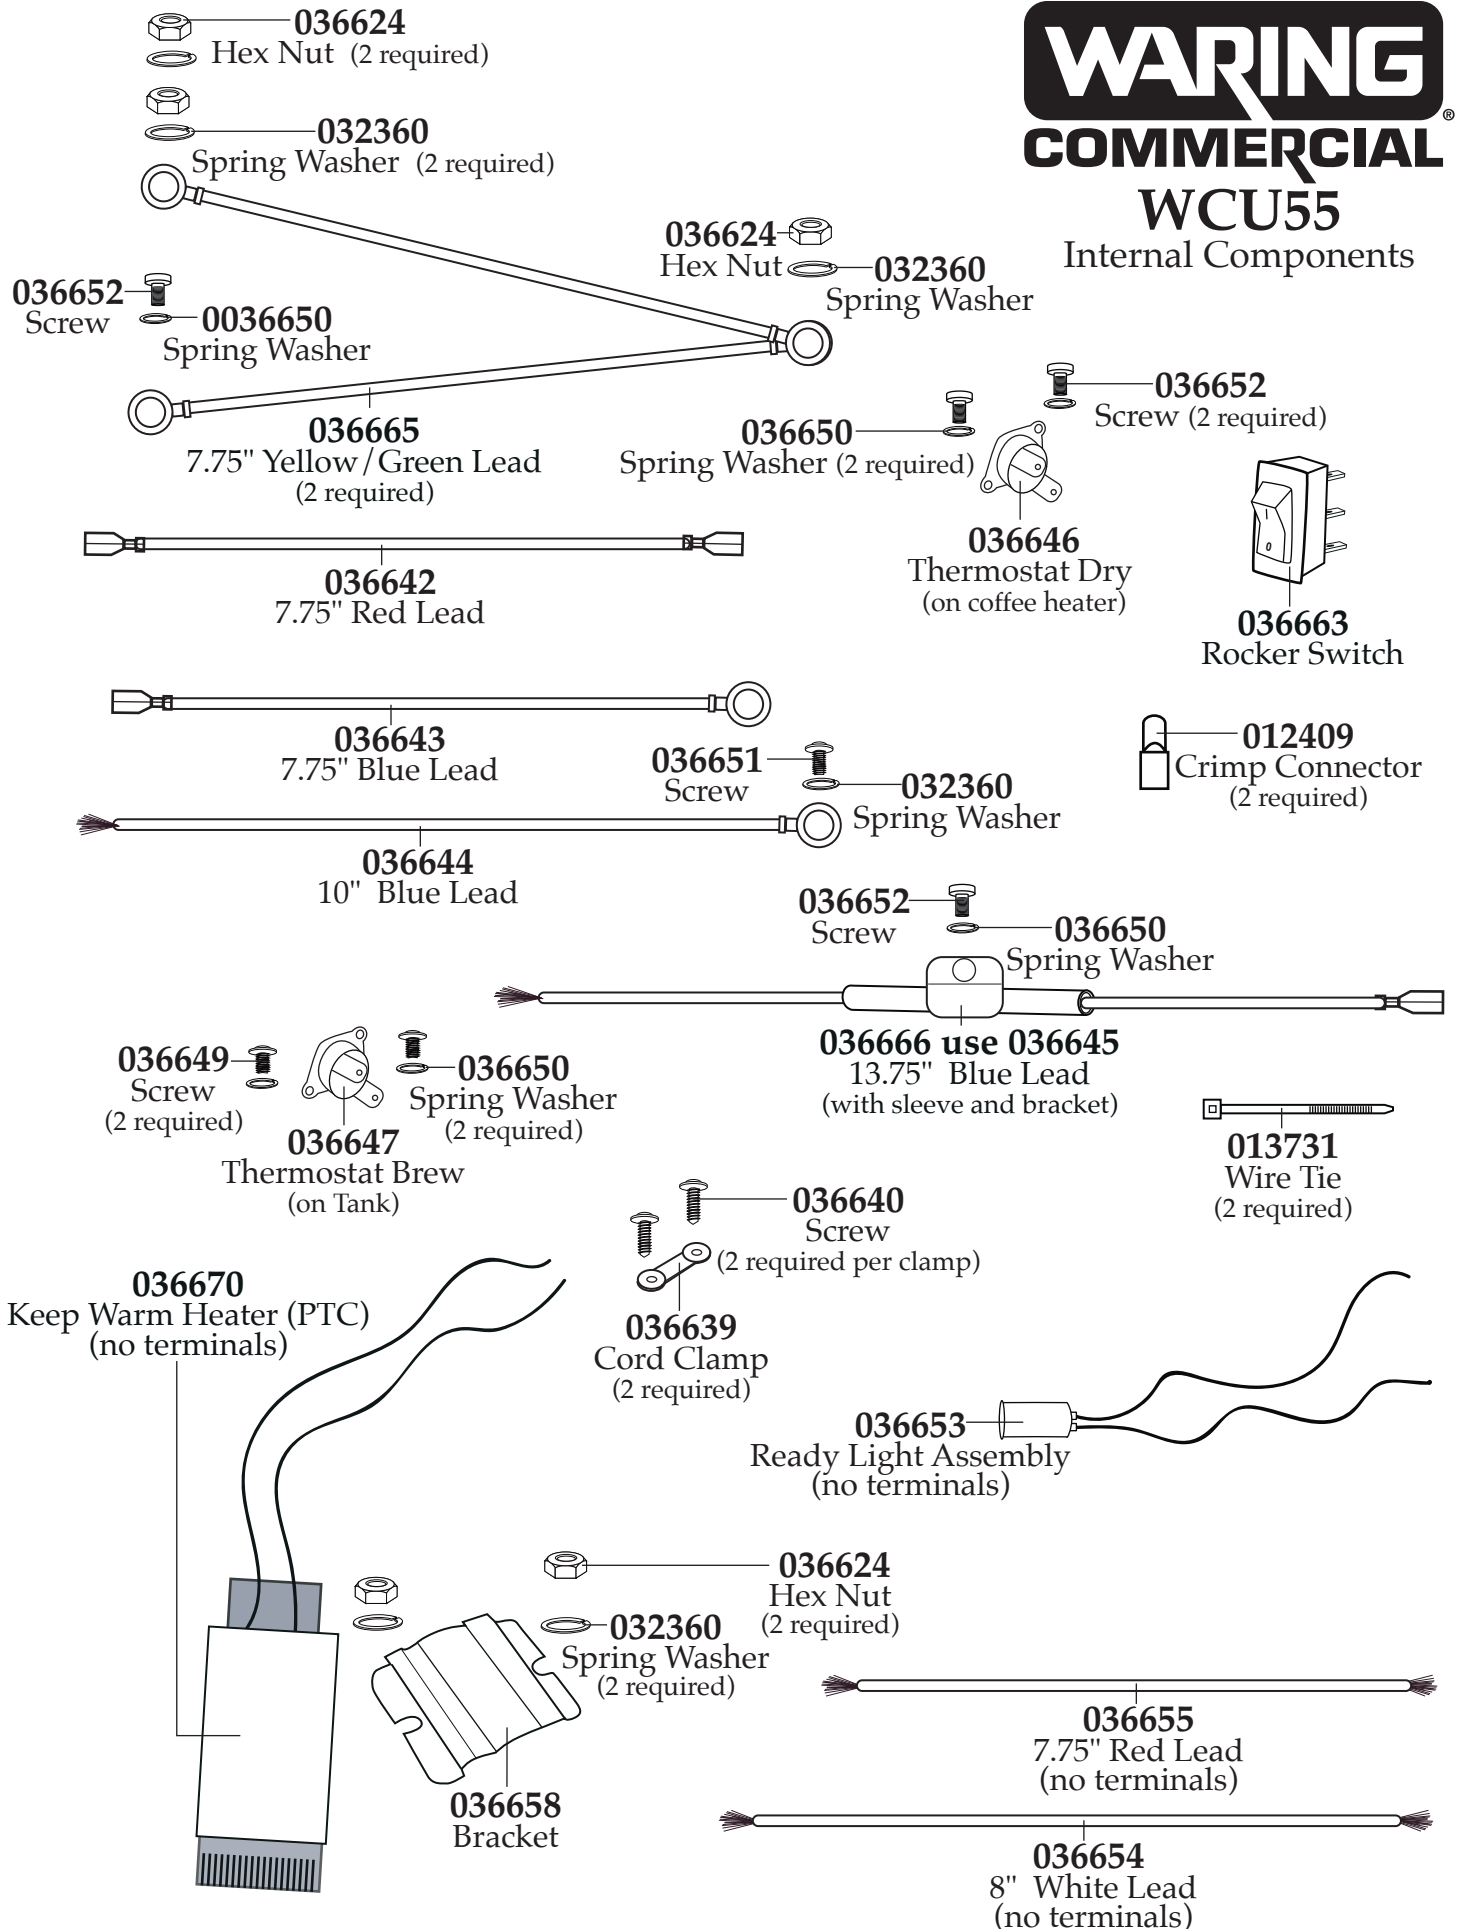 036624
Hex Nut (2 required)
032360
Spring Washer (2 required)
WARING
®
COMMERCIAL
WCU55
Internal Components
036624
Hex Nut
032360
Spring Washer
036652
Screw
0036650
Spring Washer
036665
7.75" Yellow/Green Lead
(2 required)
036652
Screw (2 required)
036650
Spring Washer (2 required)
036646
Thermostat Dry
(on coffee heater)
I
0
036663
Rocker Switch
036642
7.75" Red Lead
036643
7.75" Blue Lead
036651
Screw
032360
Spring Washer
012409
Crimp Connector
(2 required)
036644
10" Blue Lead
036652
Screw
036650
Spring Washer
036666 use 036645
13.75" Blue Lead
(with sleeve and bracket)
036649
Screw
(2 required)
036650
Spring Washer
(2 required)
036647
Thermostat Brew
(on Tank)
013731
Wire Tie
(2 required)
036640
Screw
(2 required per clamp)
036639
Cord Clamp
(2 required)
036670
Keep Warm Heater (PTC)
(no terminals)
036653
Ready Light Assembly
(no terminals)
036624
Hex Nut
(2 required)
032360
Spring Washer
(2 required)
036658
Bracket
036655
7.75" Red Lead
(no terminals)
036654
8" White Lead
(no terminals)